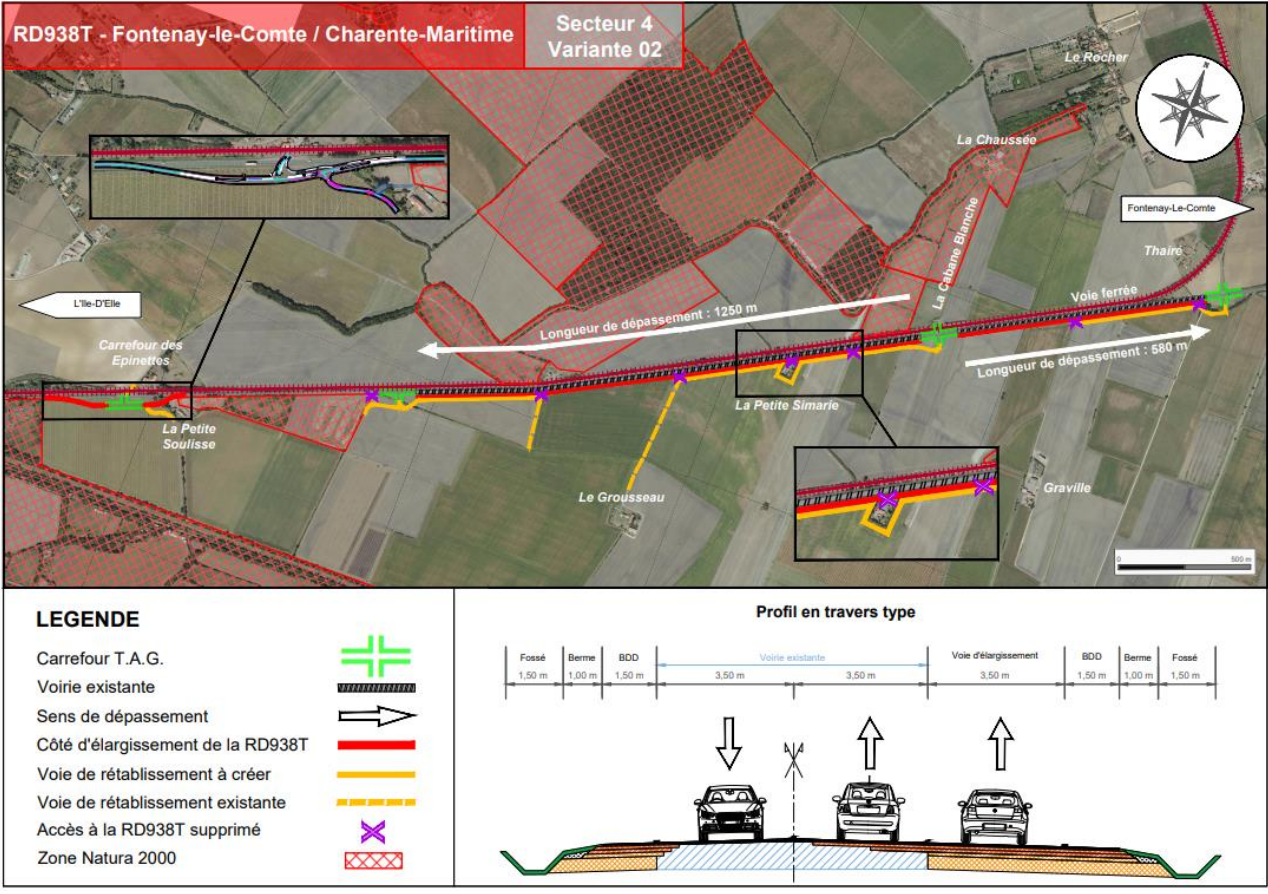 RD938T - Fontenay-le-Comte / Charente-Maritime
Secteur 4
Variante 02
Le Rocher
N
La Chaussée
Fontenay-Le-Comte
La Cabane Blanche
Thairé
L'Ile-D'Elle
Voie ferrée
Longueur de dépassement : 1250 m
Carrefour des
Epinettes
Longueur de dépassement : 580 m
La Petite Simarie
La Petite
Soulisse
Le Grousseau
Graville
0
500 m
LEGENDE
Carrefour T.A.G.
Voirie existante
Sens de dépassement
Côté d'élargissement de la RD938T
Voie de rétablissement à créer
Voie de rétablissement existante
Accès à la RD938T supprimé
Zone Natura 2000
Profil en travers type
Fossé Berme BDD Voirie existante Voie d'élargissement BDD Berme Fossé
1,50 m 1,00 m 1,50 m 3,50 m 3,50 m 3,50 m 1,50 m 1,00 m 1,50 m